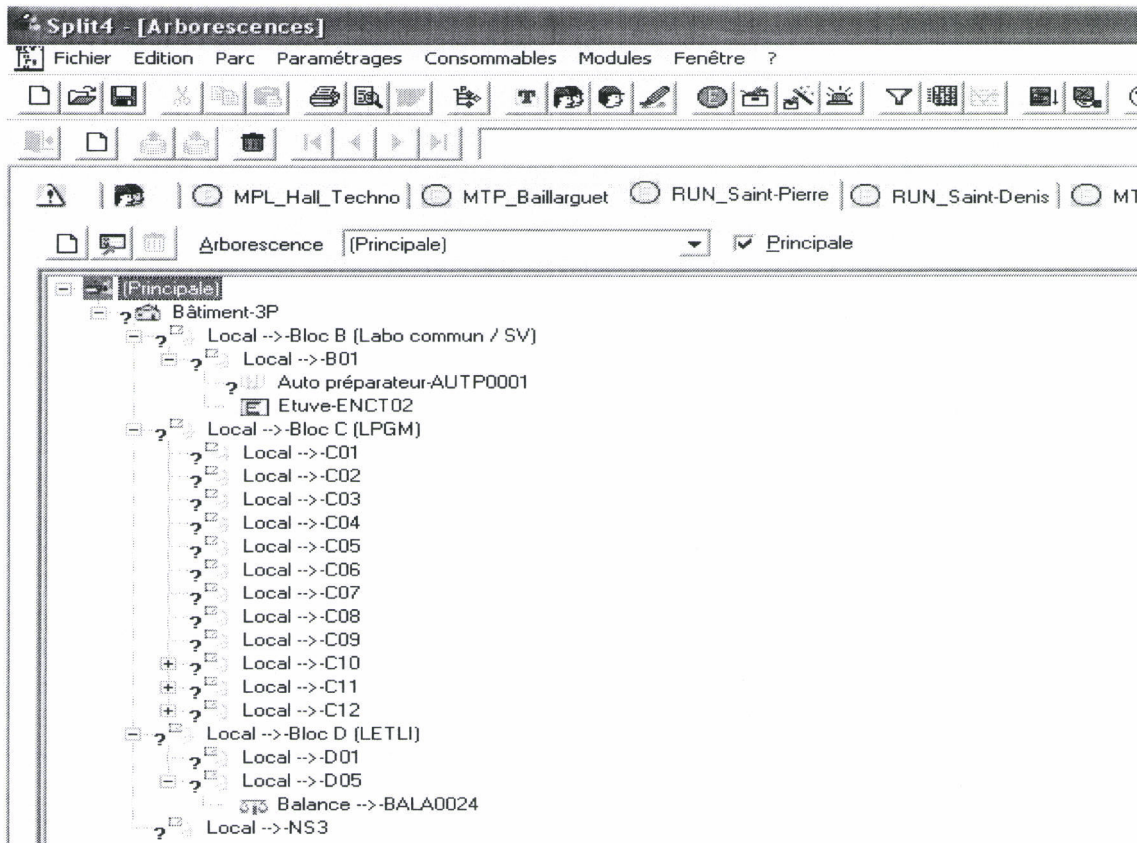 Split4 - [Arborescences]
Fichier Edition Parc Paramétrages Consommables Modules Fenêtre ?
MPL_Hall_Techno MTP_Baillarguet RUN_Saint-Pierre RUN_Saint-Denis MT
Arborescence (Principale) Principale
(Principale)
Bâtiment-3P
Local -->-Bloc B (Labo commun / SV)
Local -->-B01
Auto préparateur-AUTP0001
Etuve-ENCT02
Local -->-Bloc C (LPGM)
Local -->-C01
Local -->-C02
Local -->-C03
Local -->-C04
Local -->-C05
Local -->-C06
Local -->-C07
Local -->-C08
Local -->-C09
Local -->-C10
Local -->-C11
Local -->-C12
Local -->-Bloc D (LETLI)
Local -->-D01
Local -->-D05
Balance -->-BALA0024
Local -->-NS3